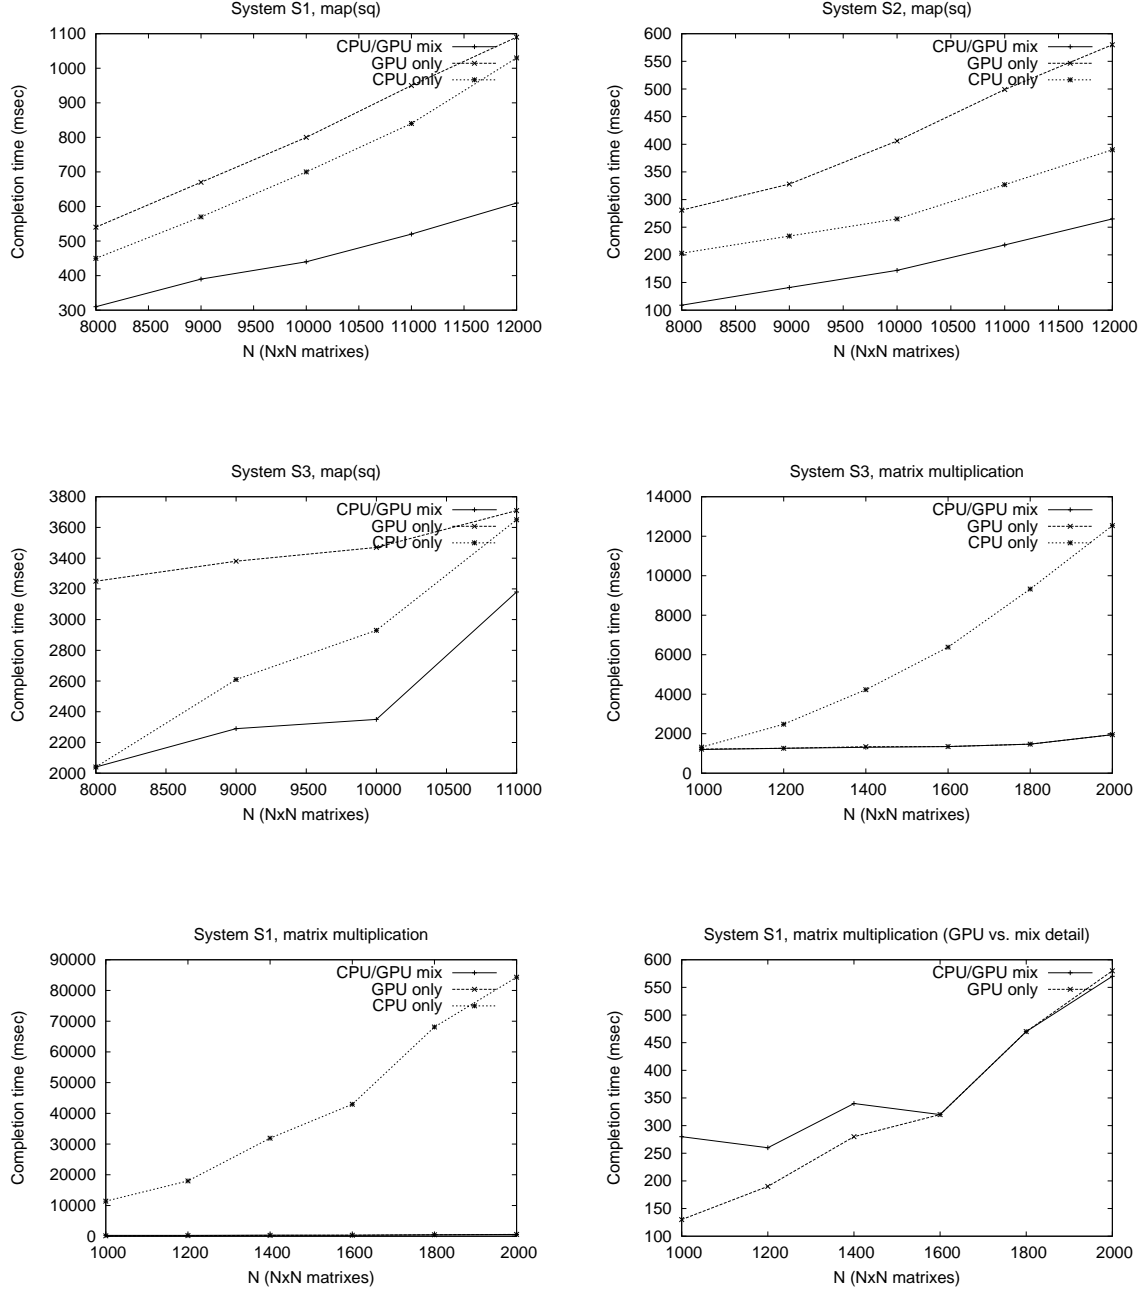 System S1, map(sq)
1100
1000
900
800
700
600
500
400
300
Completion time (msec)
CPU/GPU mix
GPU only
CPU only
8000 8500 9000 9500 10000 10500 11000 11500 12000
N (NxN matrixes)
System S2, map(sq)
600
550
500
450
400
350
300
250
200
150
100
Completion time (msec)
CPU/GPU mix
GPU only
CPU only
8000 8500 9000 9500 10000 10500 11000 11500 12000
N (NxN matrixes)
System S3, map(sq)
3800
3600
3400
3200
3000
2800
2600
2400
2200
2000
Completion time (msec)
CPU/GPU mix
GPU only
CPU only
8000 8500 9000 9500 10000 10500 11000
N (NxN matrixes)
System S3, matrix multiplication
14000
12000
10000
8000
6000
4000
2000
0
Completion time (msec)
CPU/GPU mix
GPU only
CPU only
1000 1200 1400 1600 1800 2000
N (NxN matrixes)
System S1, matrix multiplication
90000
80000
70000
60000
50000
40000
30000
20000
10000
0
Completion time (msec)
CPU/GPU mix
GPU only
CPU only
1000 1200 1400 1600 1800 2000
N (NxN matrixes)
System S1, matrix multiplication (GPU vs. mix detail)
600
550
500
450
400
350
300
250
200
150
100
Completion time (msec)
CPU/GPU mix
GPU only
1000 1200 1400 1600 1800 2000
N (NxN matrixes)